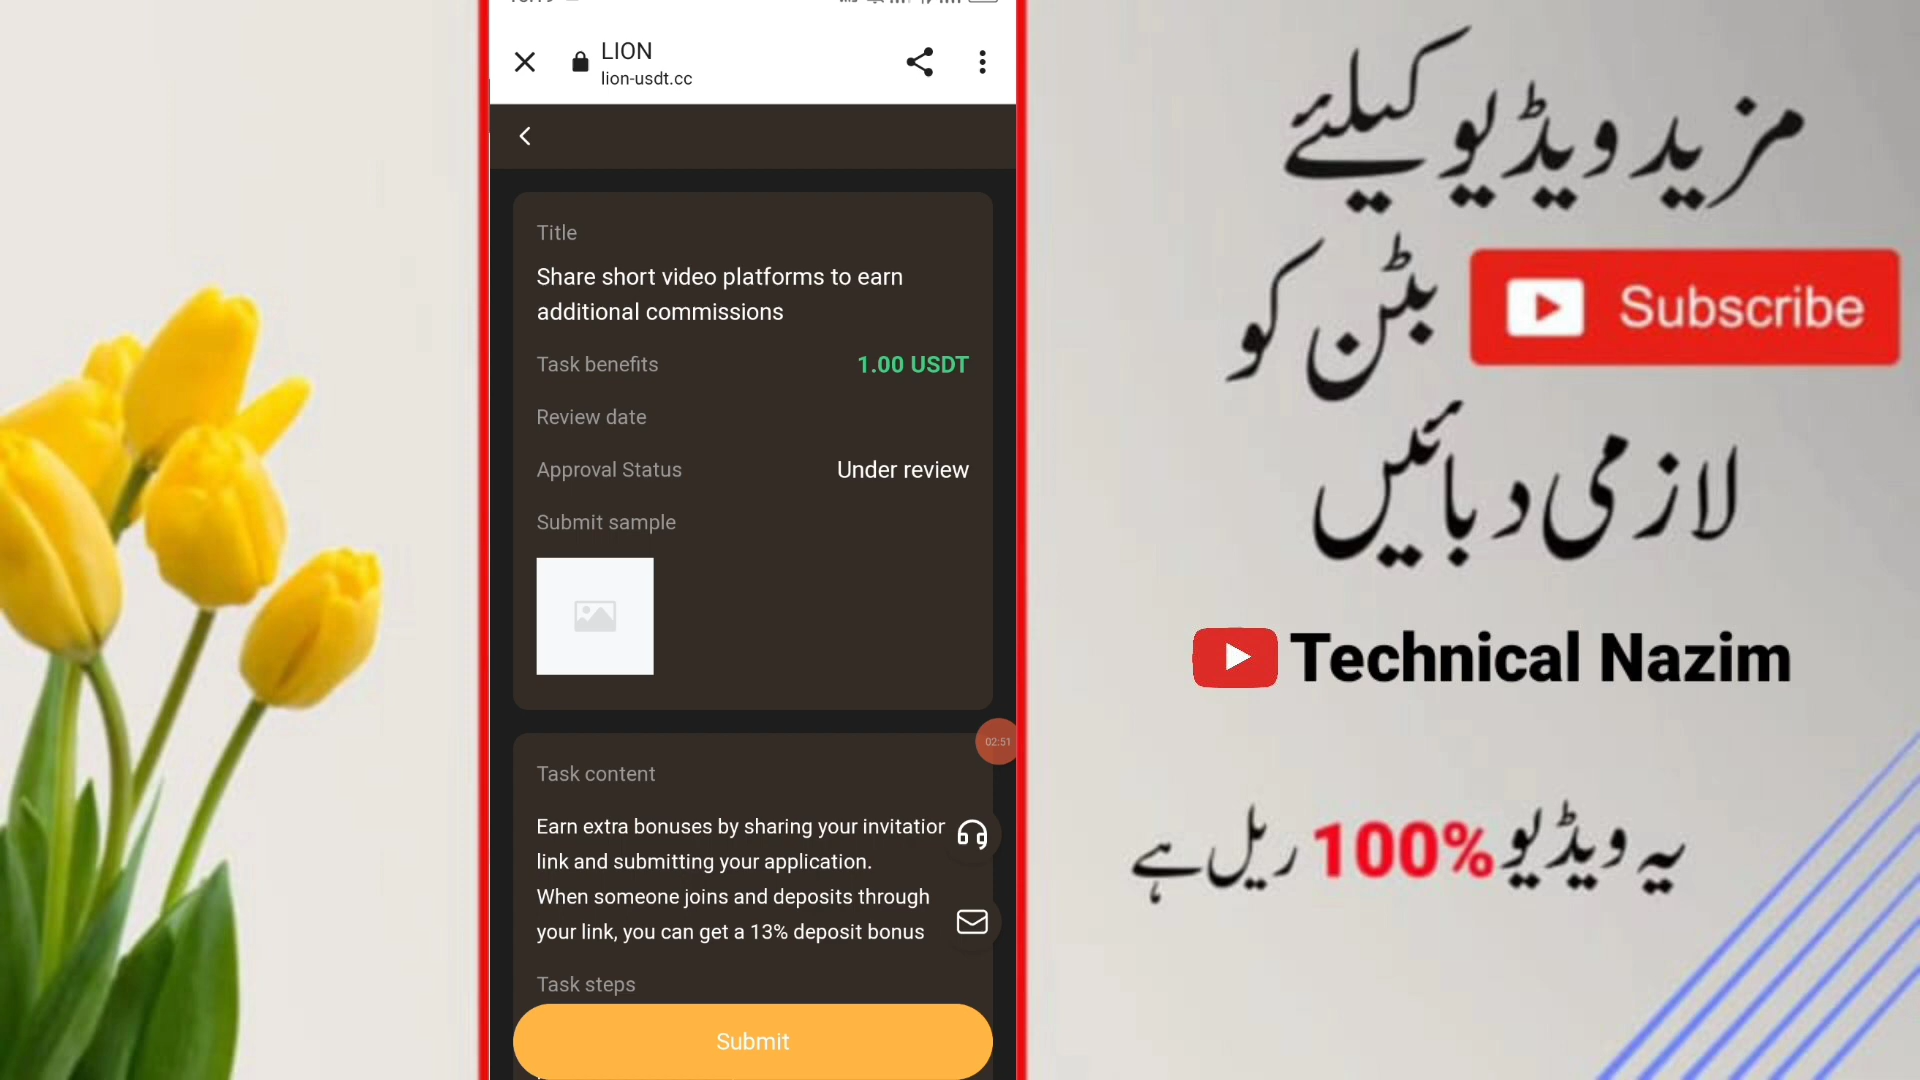 LION
lion-usdt.cc
Title
Share short video platforms to earn
additional commissions
Task benefits 1.00 USDT
Review date
Approval Status Under review
Submit sample
02:51
Task content
Earn extra bonuses by sharing your invitation
link and submitting your application.
When someone joins and deposits through
your link, you can get a 13% deposit bonus
Task steps
Submit
مزید ویڈیو کیلئے
Subscribe بٹن کو
لازمی دبائیں
Technical Nazim
یہ ویڈیو 100% ریل ہے